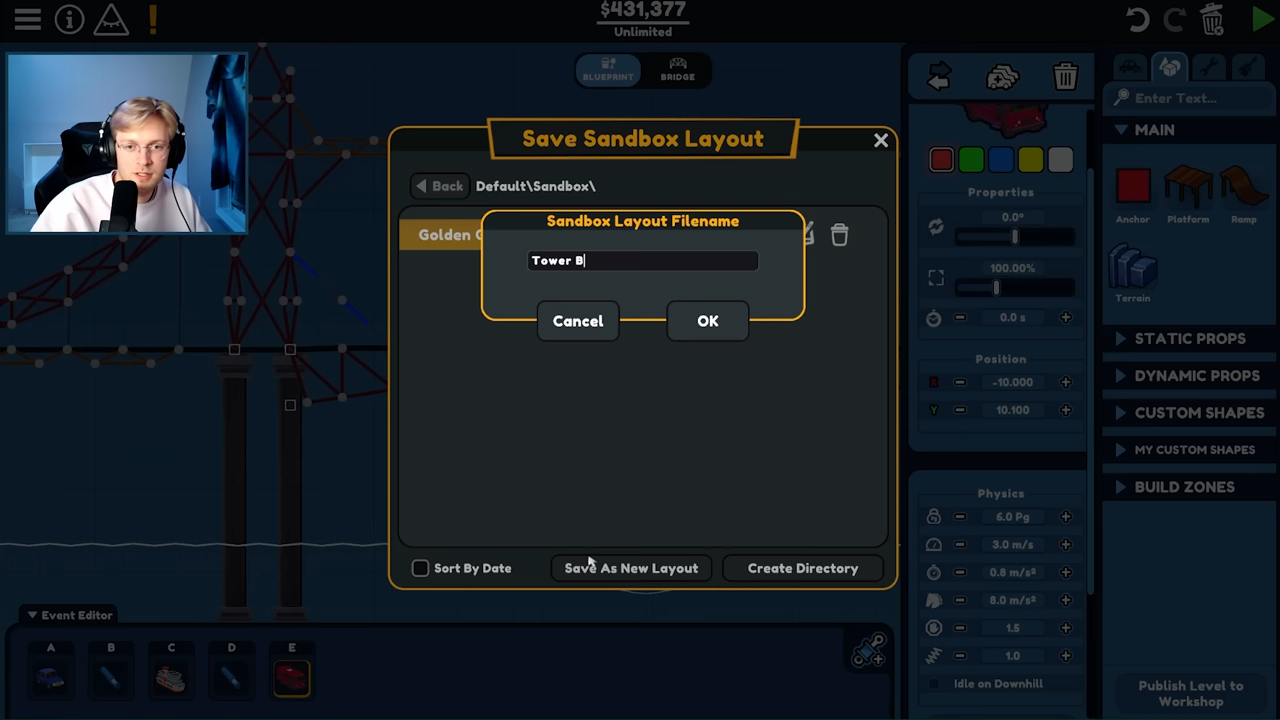 $431,377
Unlimited
BLUEPRINT
BRIDGE
Enter Text...
MAIN
Anchor
Platform
Ramp
Terrain
STATIC PROPS
DYNAMIC PROPS
CUSTOM SHAPES
MY CUSTOM SHAPES
BUILD ZONES
Publish Level to
Workshop
Properties
0.0°
100.00%
0.0 s
Position
X
-10.000
Y
10.100
Physics
6.0 Pg
3.0 m/s
0.8 m/s²
8.0 m/s²
1.5
1.0
Idle on Downhill
Save Sandbox Layout
Back
Default\Sandbox\
Golden
Sandbox Layout Filename
Tower B
Cancel
OK
Sort By Date
Save As New Layout
Create Directory
Event Editor
A
B
C
D
E